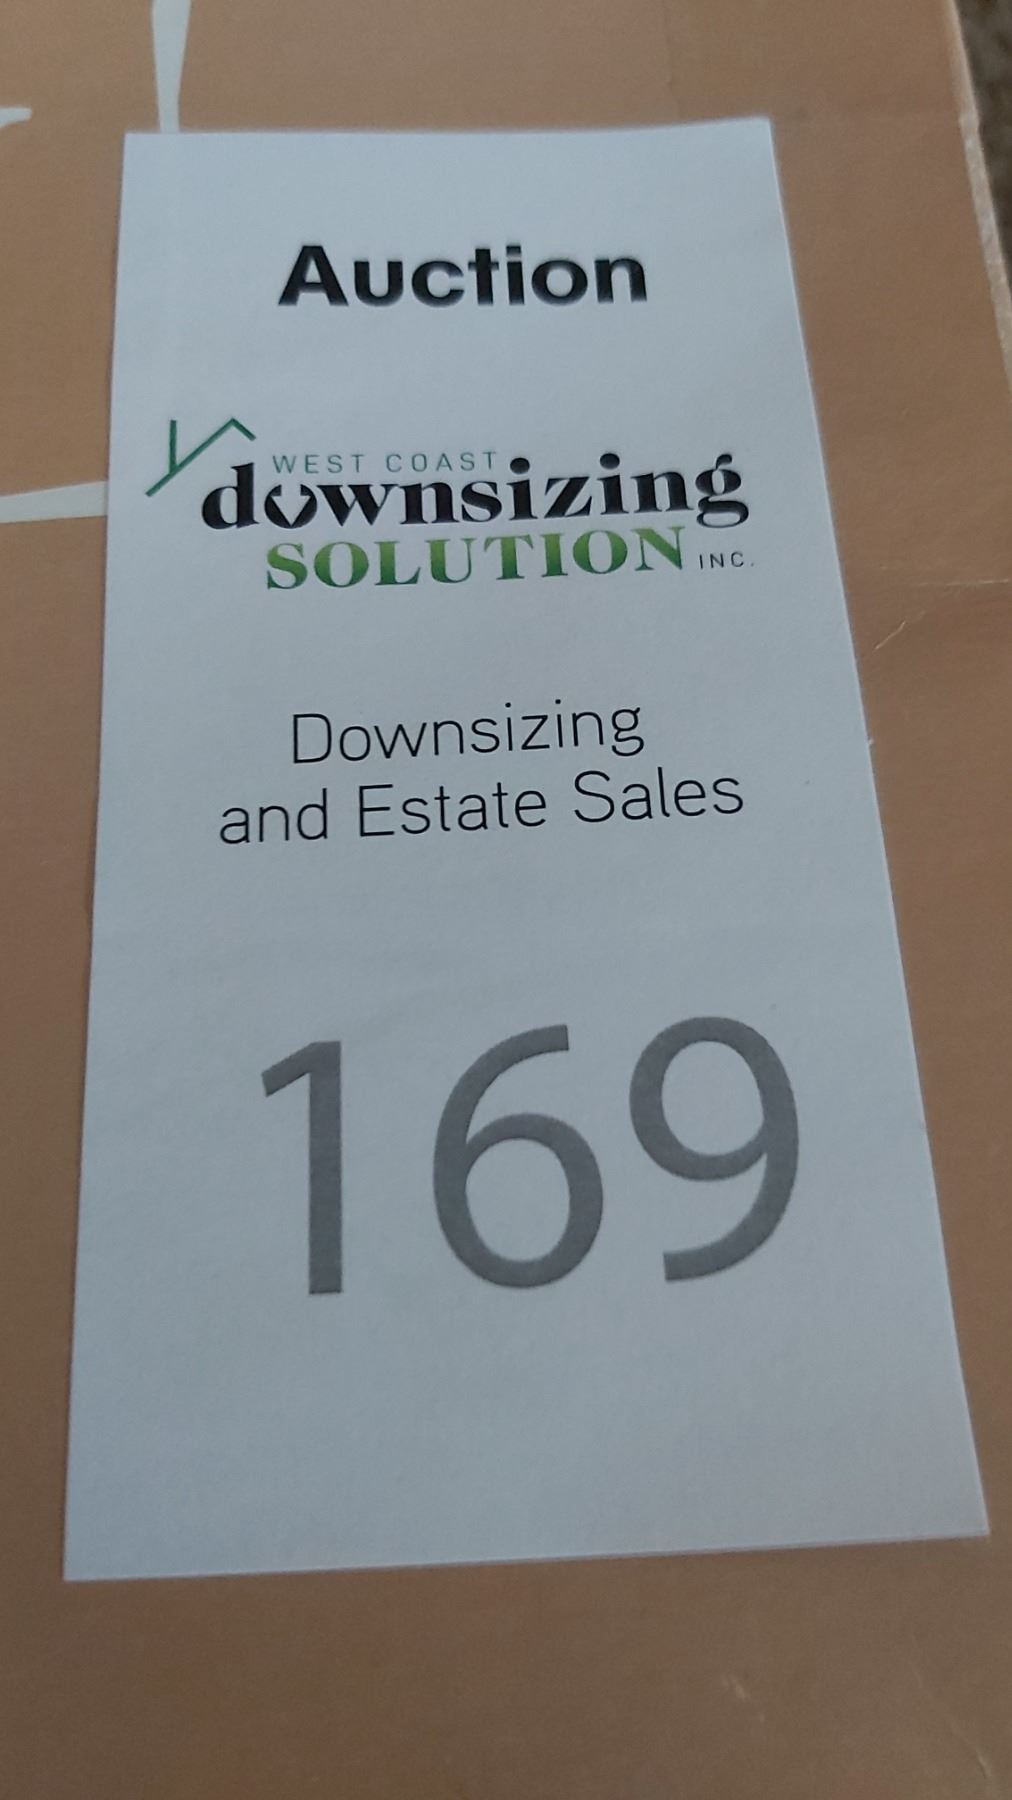 Auction
WEST COAST
downsizing
SOLUTION INC.
Downsizing
and Estate Sales
169